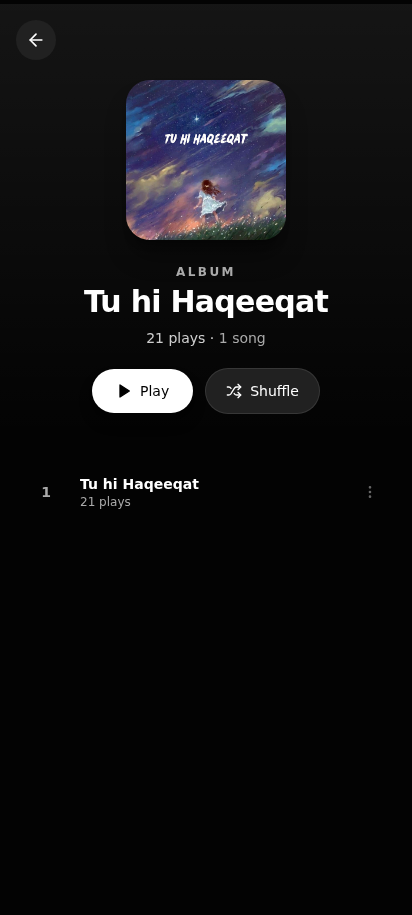 TU HI HAQEEQAT
ALBUM
Tu hi Haqeeqat
21 plays · 1 song
Play
Shuffle
1
Tu hi Haqeeqat
21 plays